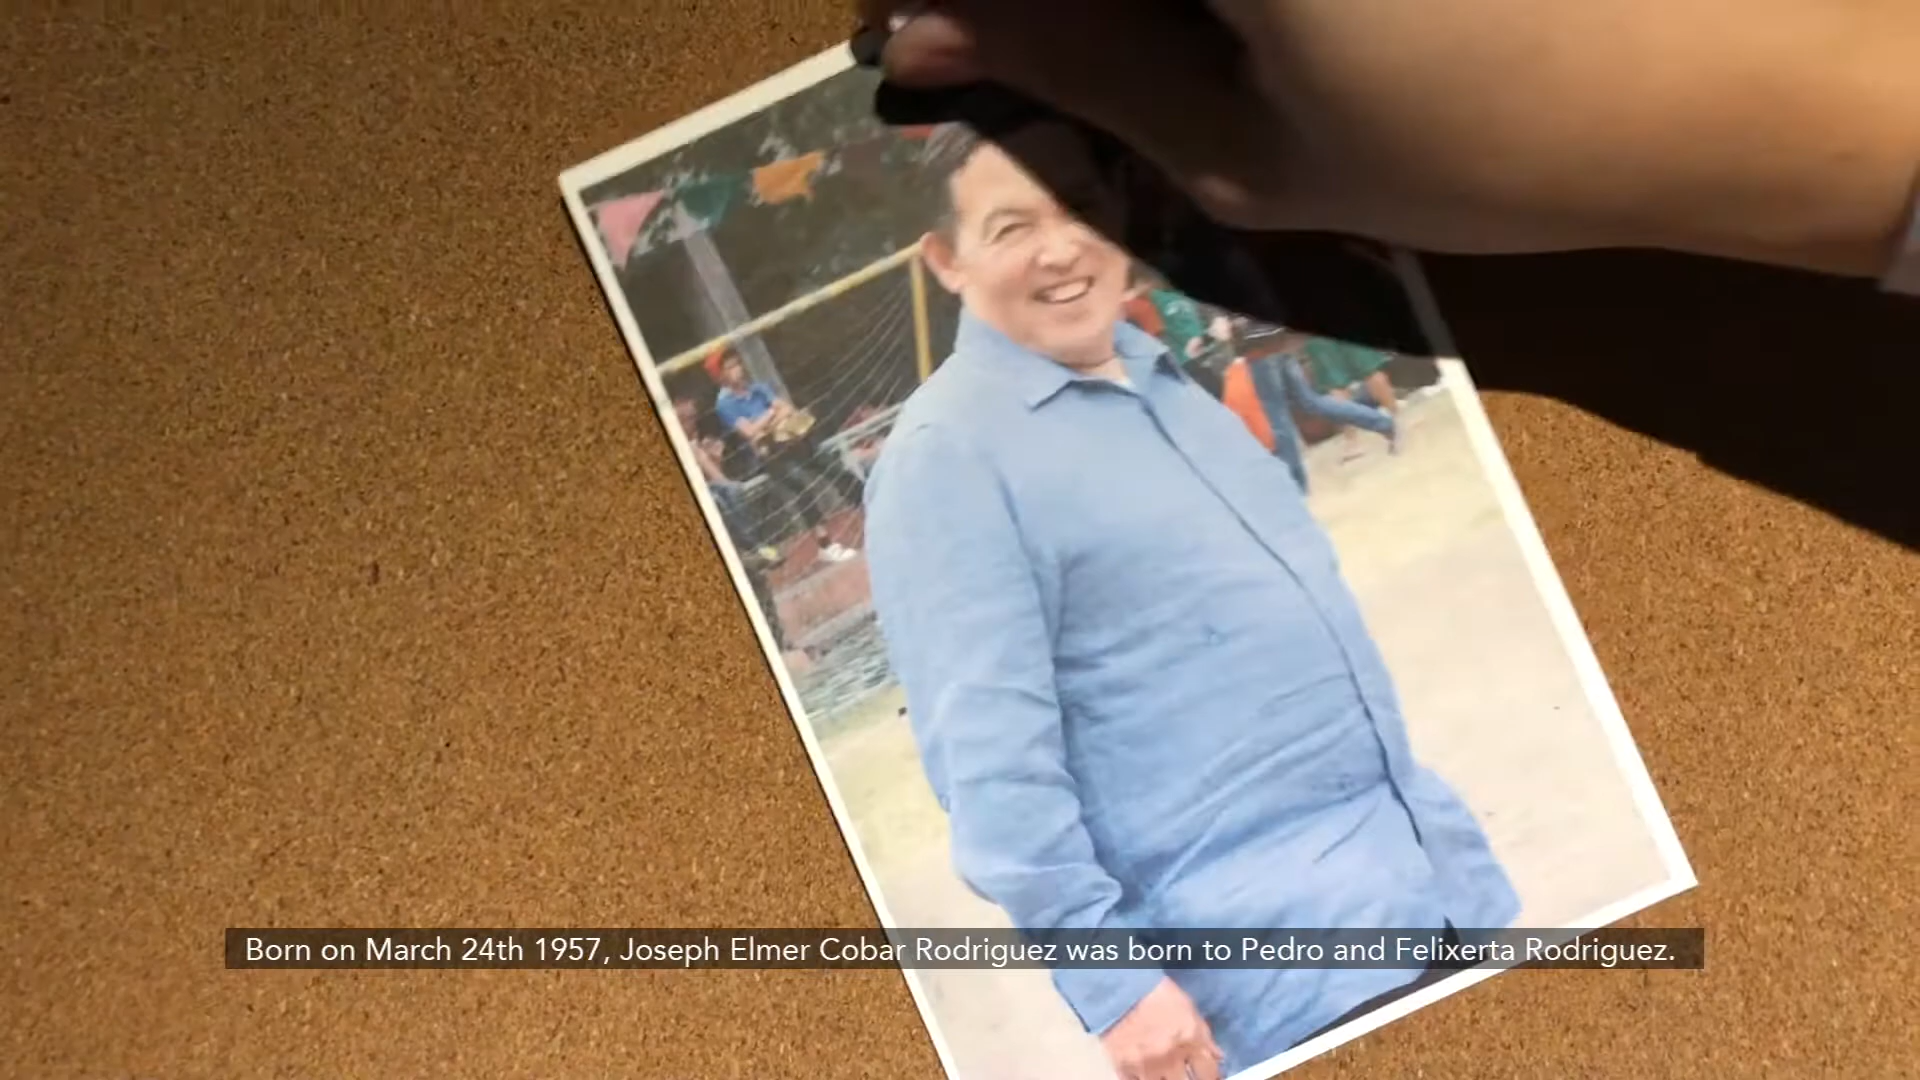 Born on March 24th 1957, Joseph Elmer Cobar Rodriguez was born to Pedro and Felixerta Rodriguez.